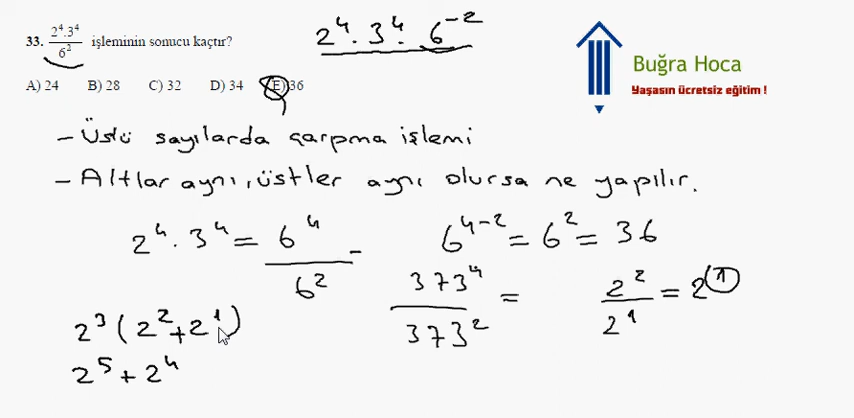 33. 2⁴.3⁴ / 6² işleminin sonucu kaçtır?
2⁴.3⁴.6⁻²
A) 24 B) 28 C) 32 D) 34 E) 36
Buğra Hoca
Yaşasın ücretsiz eğitim !
- Üslü sayılarda çarpma işlemi
- Altlar aynı, üstler aynı olursa ne yapılır.
2⁴.3⁴ = 6⁴ / 6² -
6⁴⁻² = 6² = 36
373⁴ / 373² =
2² / 2¹ = 2¹
2³(2²+2¹)
2⁵+2⁴